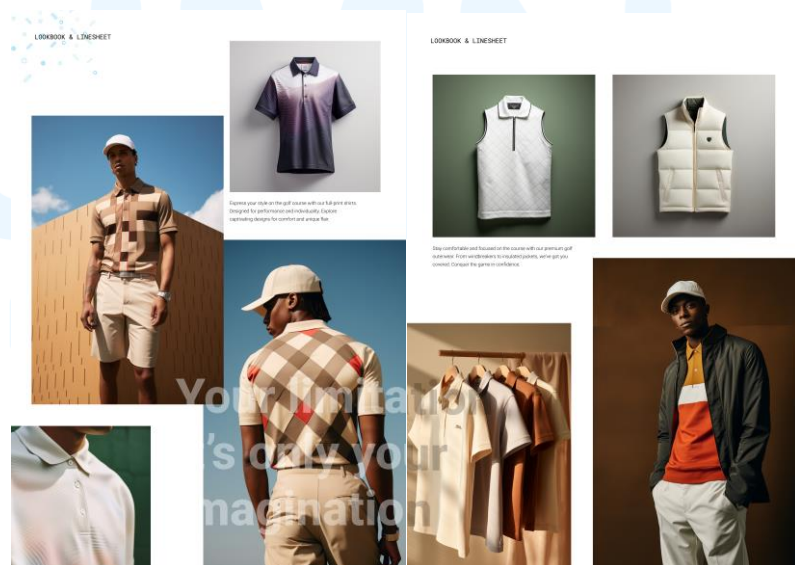 LOOKBOOK & LINESHEET
Express your style on the golf course with our full-print shirts.
Designed for performance and individuality. Explore
captivating designs for comfort and unique flair.
LOOKBOOK & LINESHEET
Stay comfortable and focused on the course with our premium golf
outerwear. From windbreakers to insulated jackets, we've got you
covered. Conquer the game in confidence.
Your limitation
's only your
magination